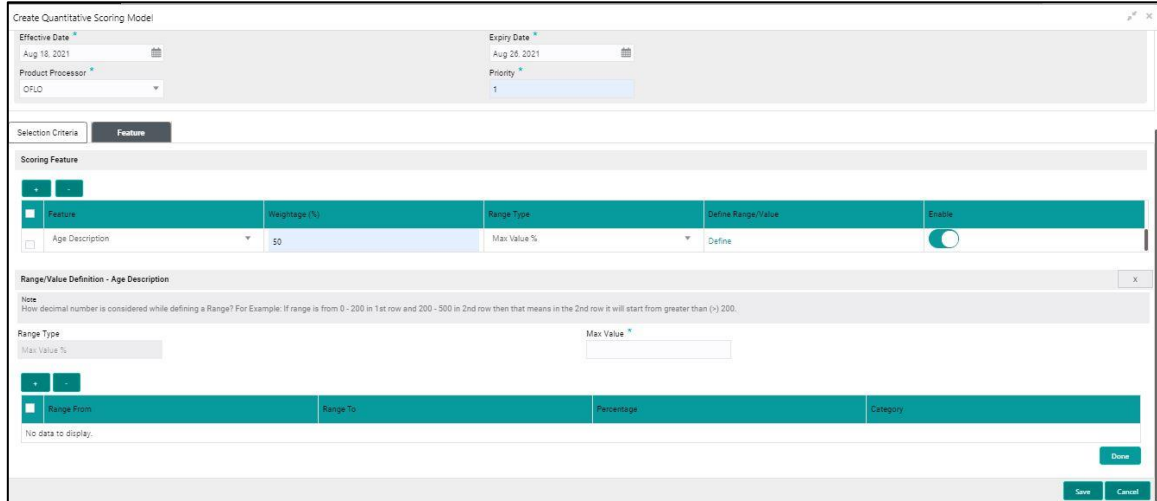 Create Quantitative Scoring Model
Effective Date *
Expiry Date *
Aug 18, 2021
Aug 26, 2021
Product Processor *
Priority *
OFLO
1
Selection Criteria
Feature
Scoring Feature
+ -
Feature Weightage (%) Range Type Define Range/Value Enable
Age Description 50 Max Value % Define
Range/Value Definition - Age Description
x
Note
How decimal number is considered while defining a Range? For Example: If range is from 0 - 200 in 1st row and 200 - 500 in 2nd row then that means in the 2nd row it will start from greater than (>) 200.
Range Type
Max Value *
Max Value %
+ -
Range From Range To Percentage Category
No data to display.
Done
Save Cancel